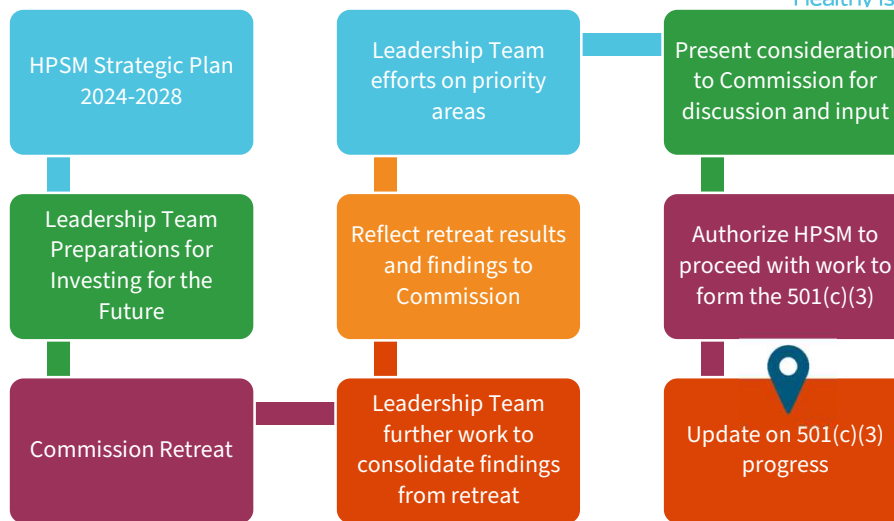 Healthy is
HPSM Strategic Plan
2024-2028
Leadership Team
Preparations for
Investing for the
Future
Commission Retreat
Leadership Team
further work to
consolidate findings
from retreat
Reflect retreat results
and findings to
Commission
Leadership Team
efforts on priority
areas
Present consideration
to Commission for
discussion and input
Authorize HPSM to
proceed with work to
form the 501(c)(3)
Update on 501(c)(3)
progress